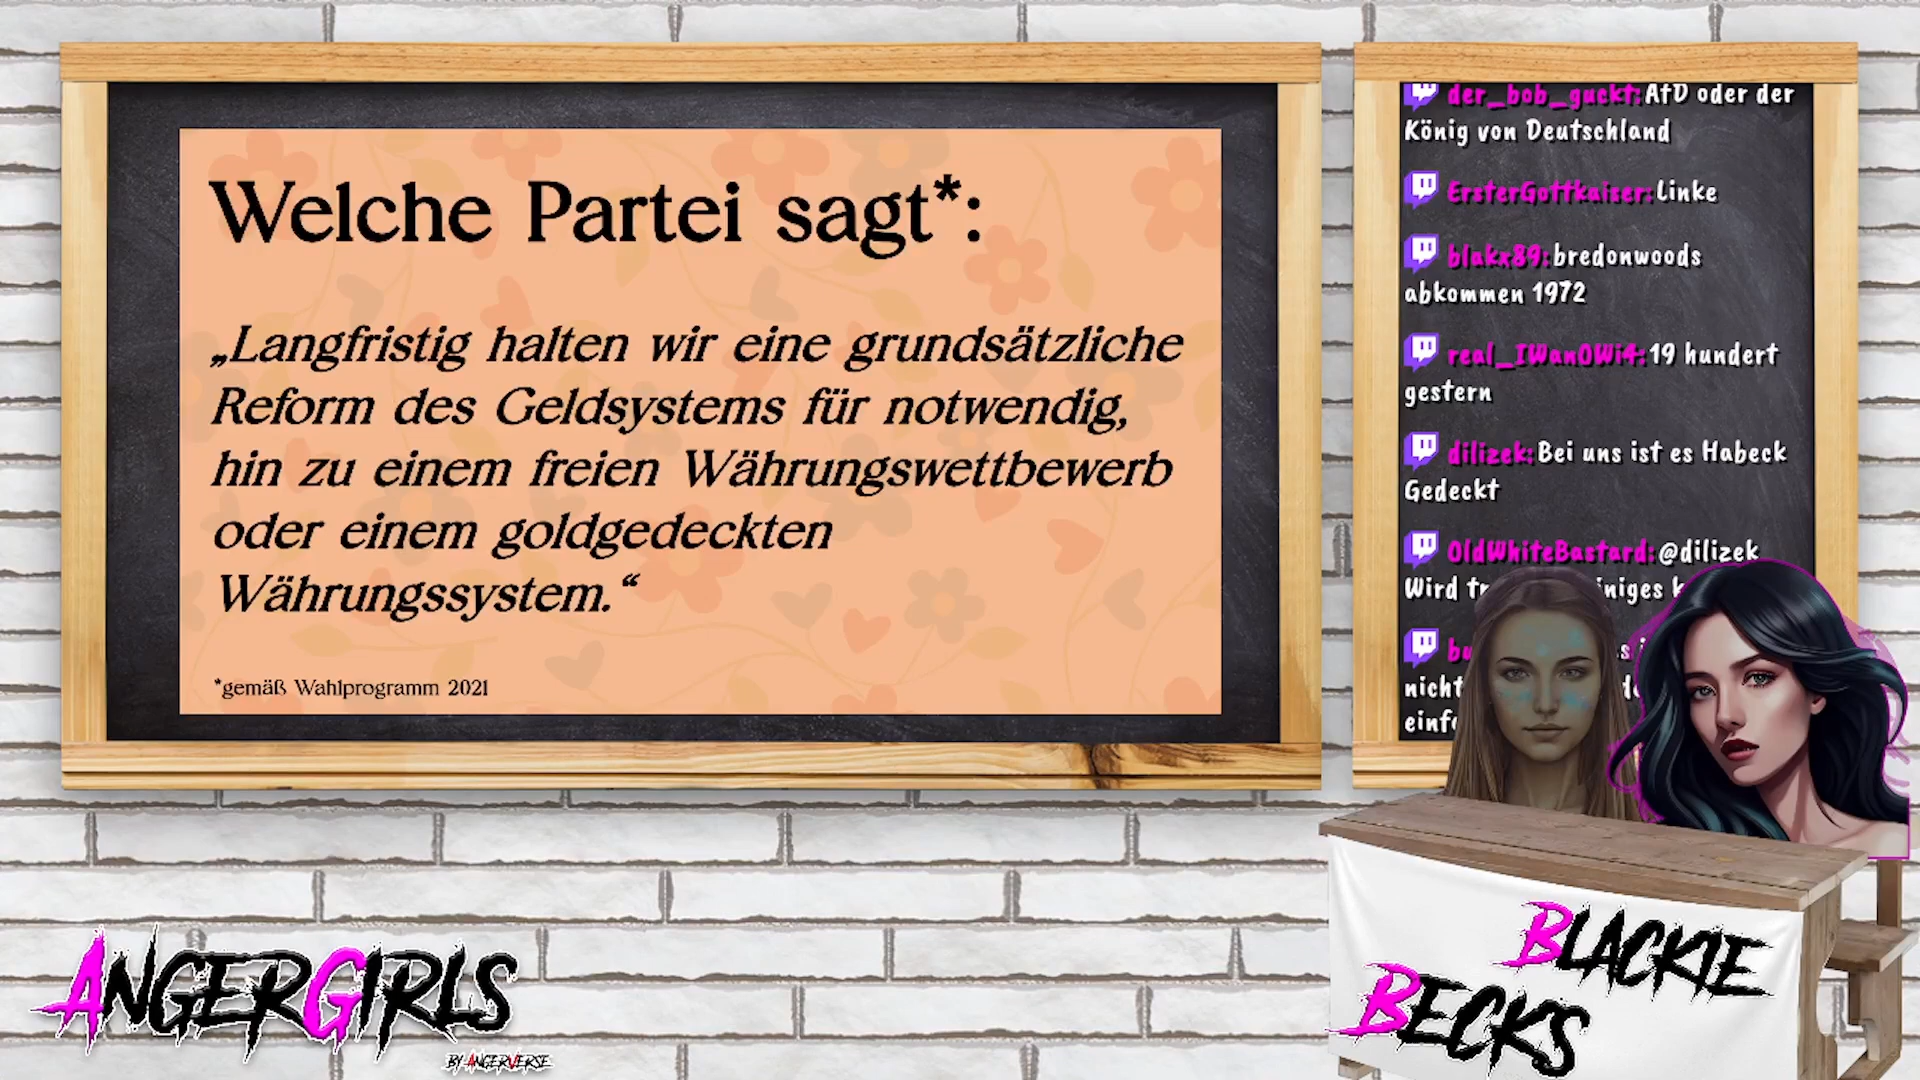 Welche Partei sagt*:
„Langfristig halten wir eine grundsätzliche
Reform des Geldsystems für notwendig,
hin zu einem freien Währungswettbewerb
oder einem goldgedeckten
Währungssystem.“
*gemäß Wahlprogramm 2021
der_bob_guckt: AfD oder der
König von Deutschland
ErsterGottkaiser: Linke
blakx89: bredonwoods
abkommen 1972
real_IWanOWi4: 19 hundert
gestern
dilizek: Bei uns ist es Habeck
Gedeckt
OldWhiteBastard: @dilizek
Wird
nicht
ANGERGIRLS
BY ANGERVERSE
BLACKIE
BECKS